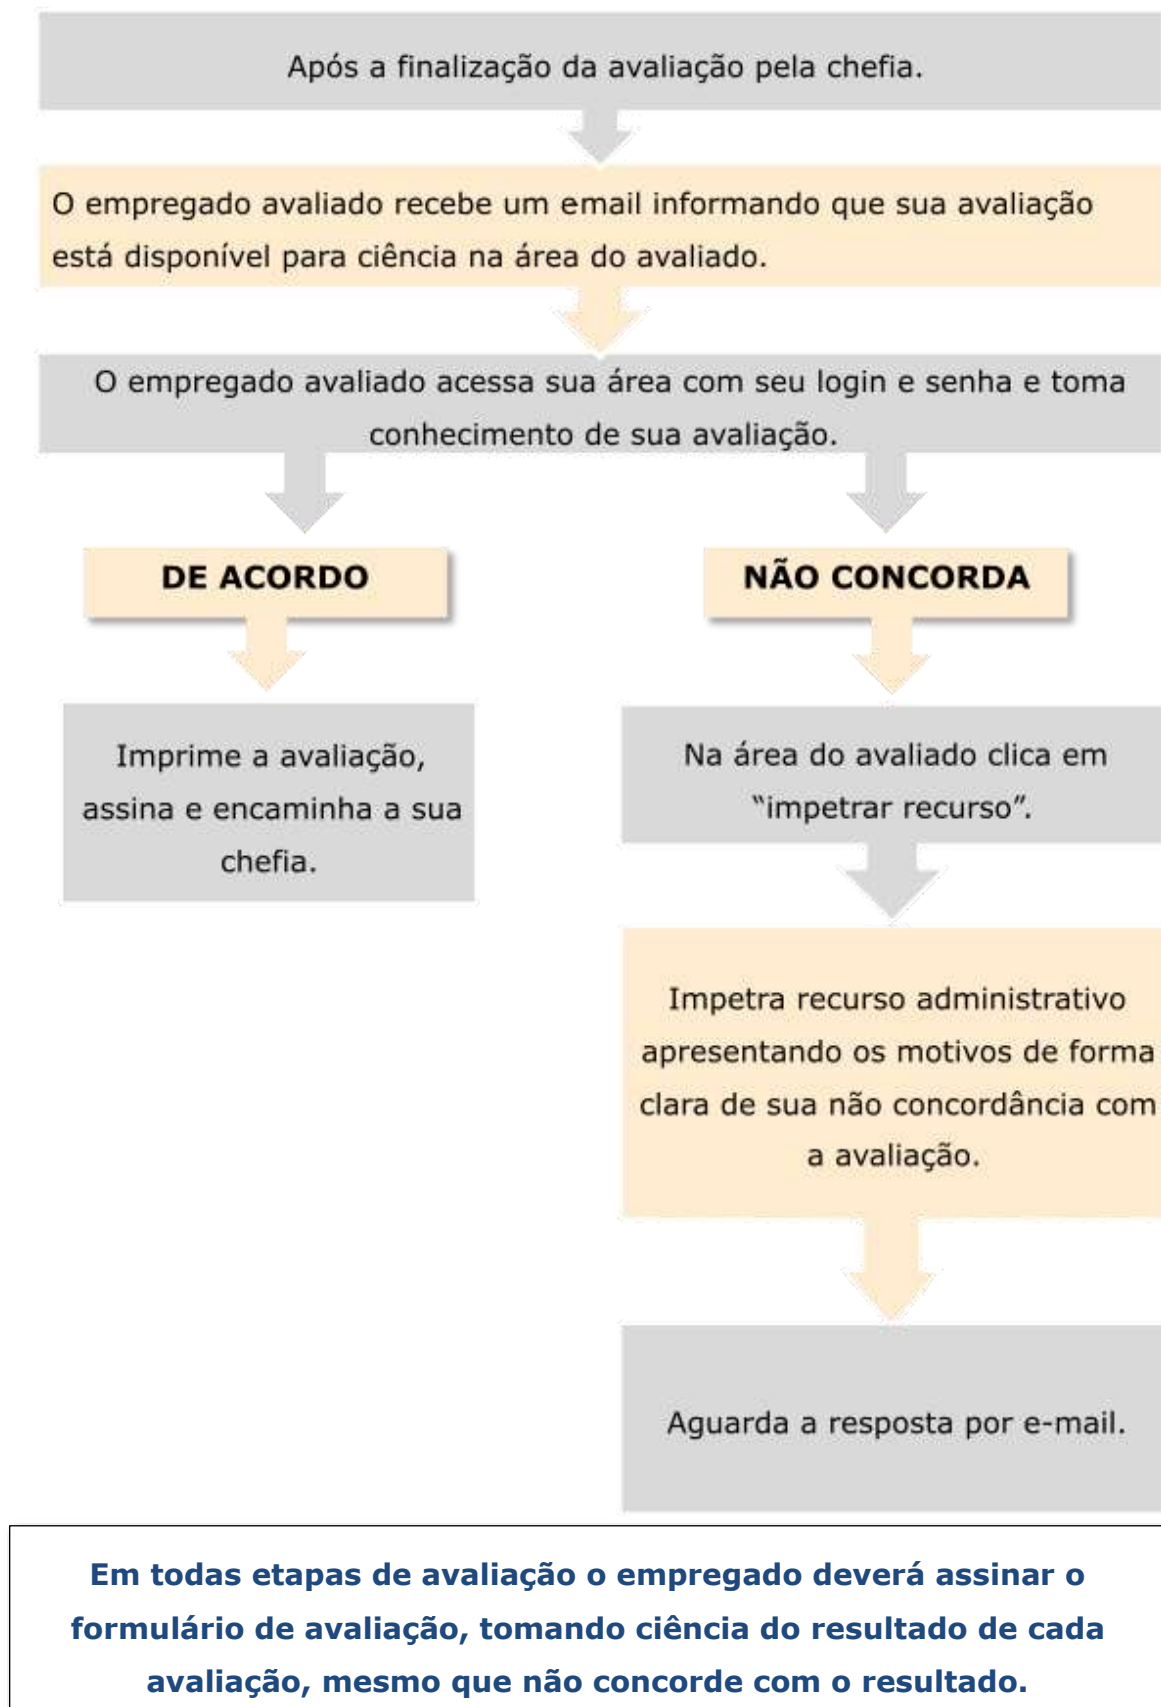 Após a finalização da avaliação pela chefia.
O empregado avaliado recebe um email informando que sua avaliação
está disponível para ciência na área do avaliado.
O empregado avaliado acessa sua área com seu login e senha e toma
conhecimento de sua avaliação.
DE ACORDO
Imprime a avaliação,
assina e encaminha a sua
chefia.
NÃO CONCORDA
Na área do avaliado clica em
“impetrar recurso”.
Impetra recurso administrativo
apresentando os motivos de forma
clara de sua não concordância com
a avaliação.
Aguarda a resposta por e-mail.
Em todas etapas de avaliação o empregado deverá assinar o
formulário de avaliação, tomando ciência do resultado de cada
avaliação, mesmo que não concorde com o resultado.